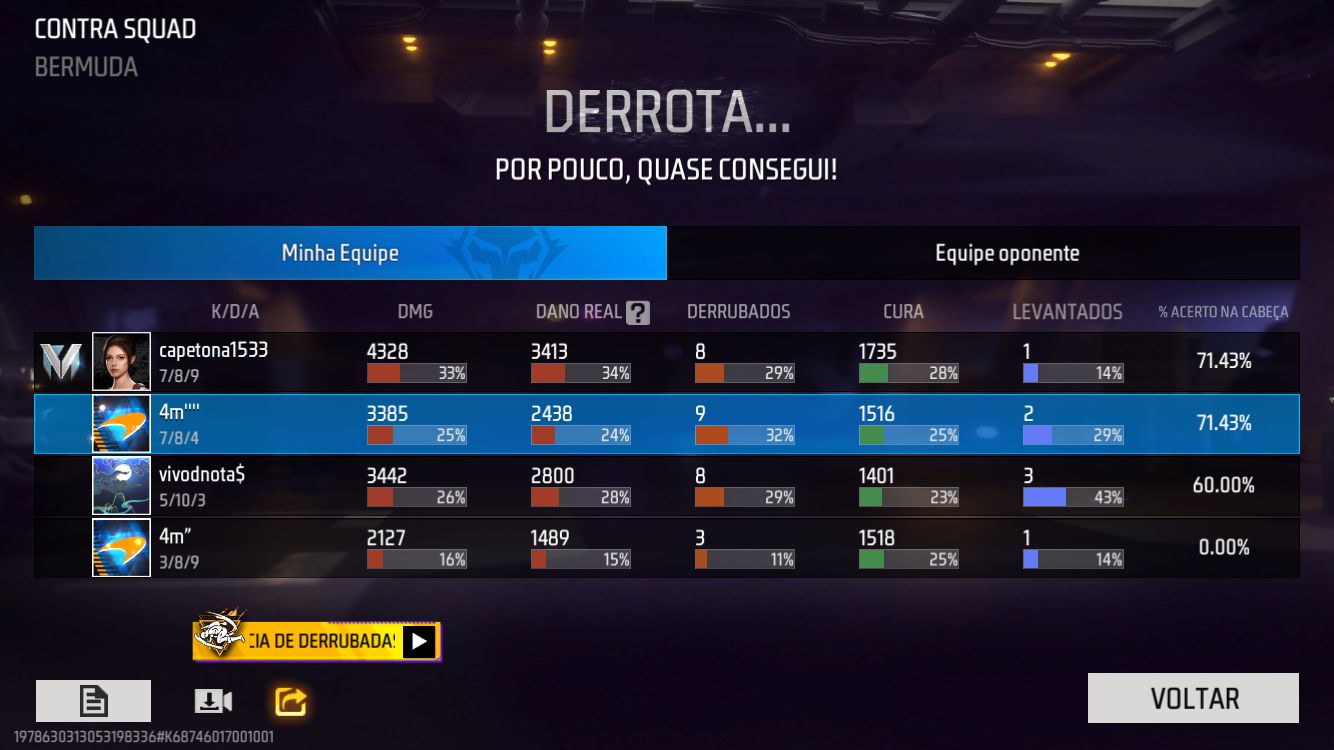 CONTRA SQUAD
BERMUDA
DERROTA...
POR POUCO, QUASE CONSEGUI!
Minha Equipe Equipe oponente
K/D/A DMG DANO REAL ? DERRUBADOS CURA LEVANTADOS % ACERTO NA CABEÇA
capetona1533 4328 3413 8 1735 1 71.43%
7/8/9 33% 34% 29% 28% 14%
4m'''' 3385 2438 9 1516 2 71.43%
7/8/4 25% 24% 32% 25% 29%
vivodnota$ 3442 2800 8 1401 3 60.00%
5/10/3 26% 28% 29% 23% 43%
4m” 2127 1489 3 1518 1 0.00%
3/8/9 16% 15% 11% 25% 14%
CIA DE DERRUBADAS
VOLTAR
1978630313053198336#K68746017001001